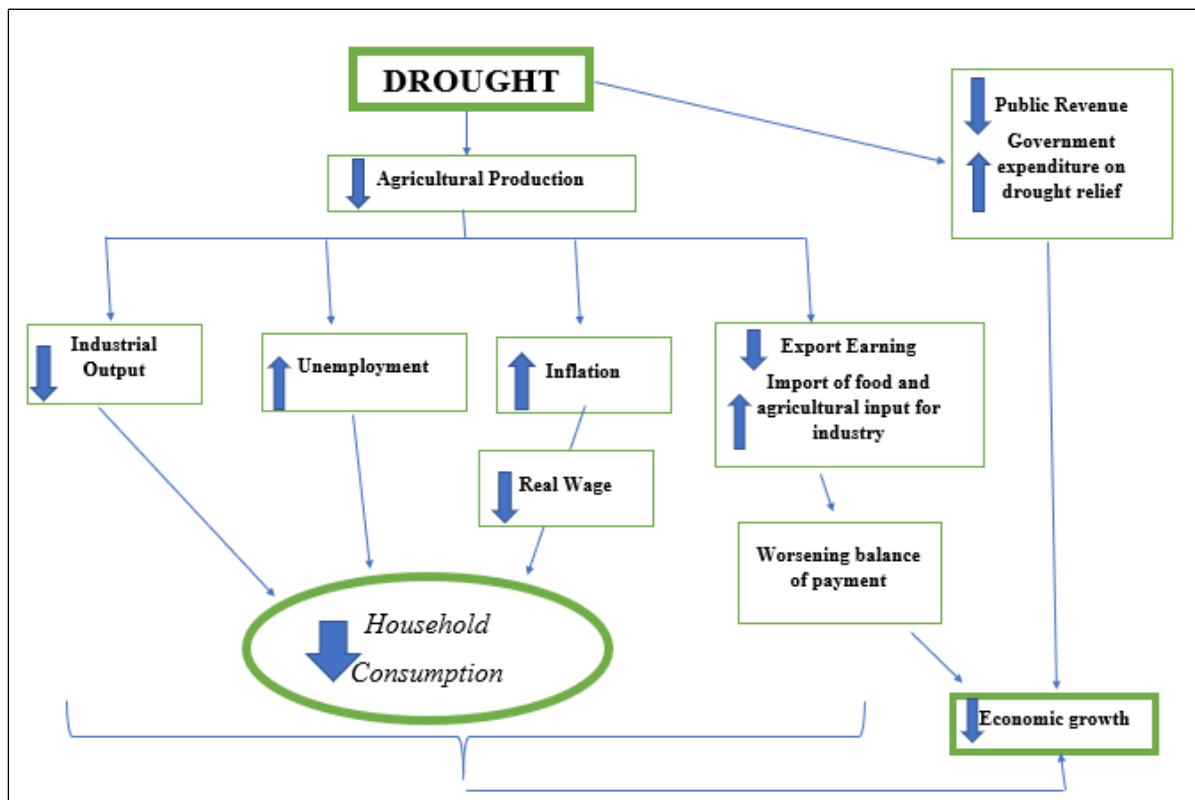 DROUGHT
Public Revenue
Government
expenditure on
drought relief
Agricultural Production
Industrial
Output
Unemployment
Inflation
Export Earning
Import of food and
agricultural input for
industry
Real Wage
Worsening balance
of payment
Household
Consumption
Economic growth